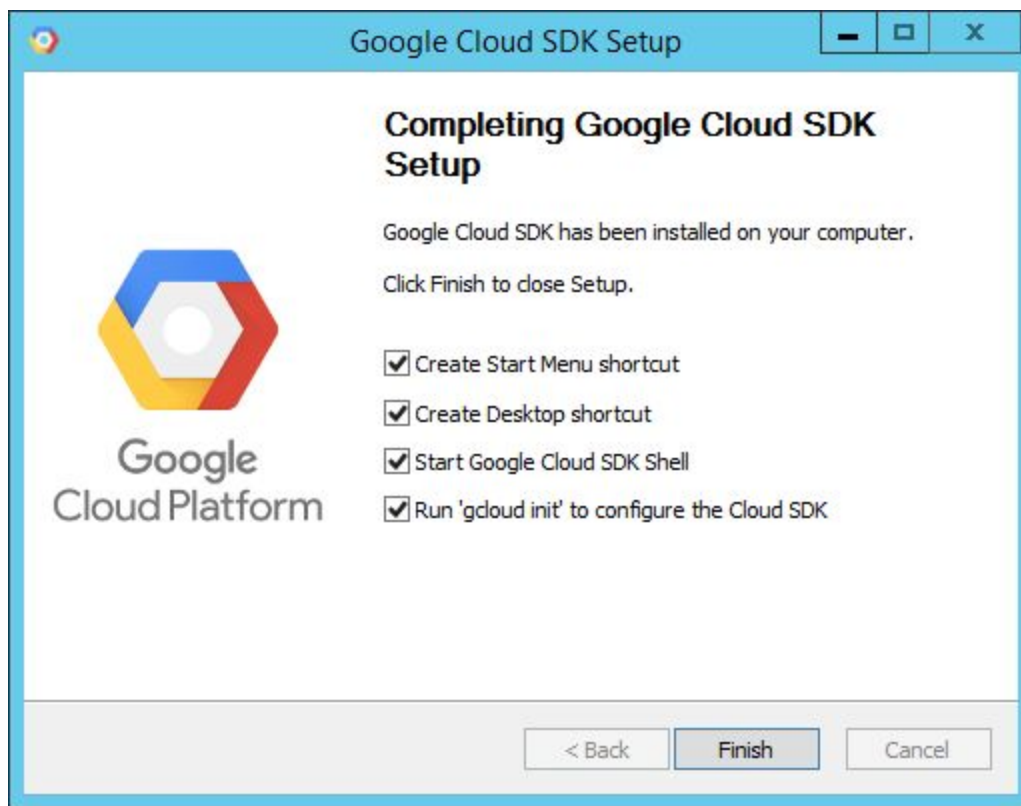 Google Cloud SDK Setup
Completing Google Cloud SDK
Setup
Google Cloud SDK has been installed on your computer.
Click Finish to close Setup.
Create Start Menu shortcut
Create Desktop shortcut
Start Google Cloud SDK Shell
Run 'gcloud init' to configure the Cloud SDK
Google
Cloud Platform
< Back
Finish
Cancel